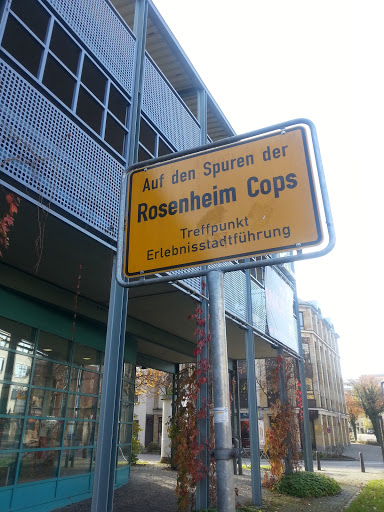 Auf den Spuren der
Rosenheim Cops
Treffpunkt
Erlebnisstadtführung